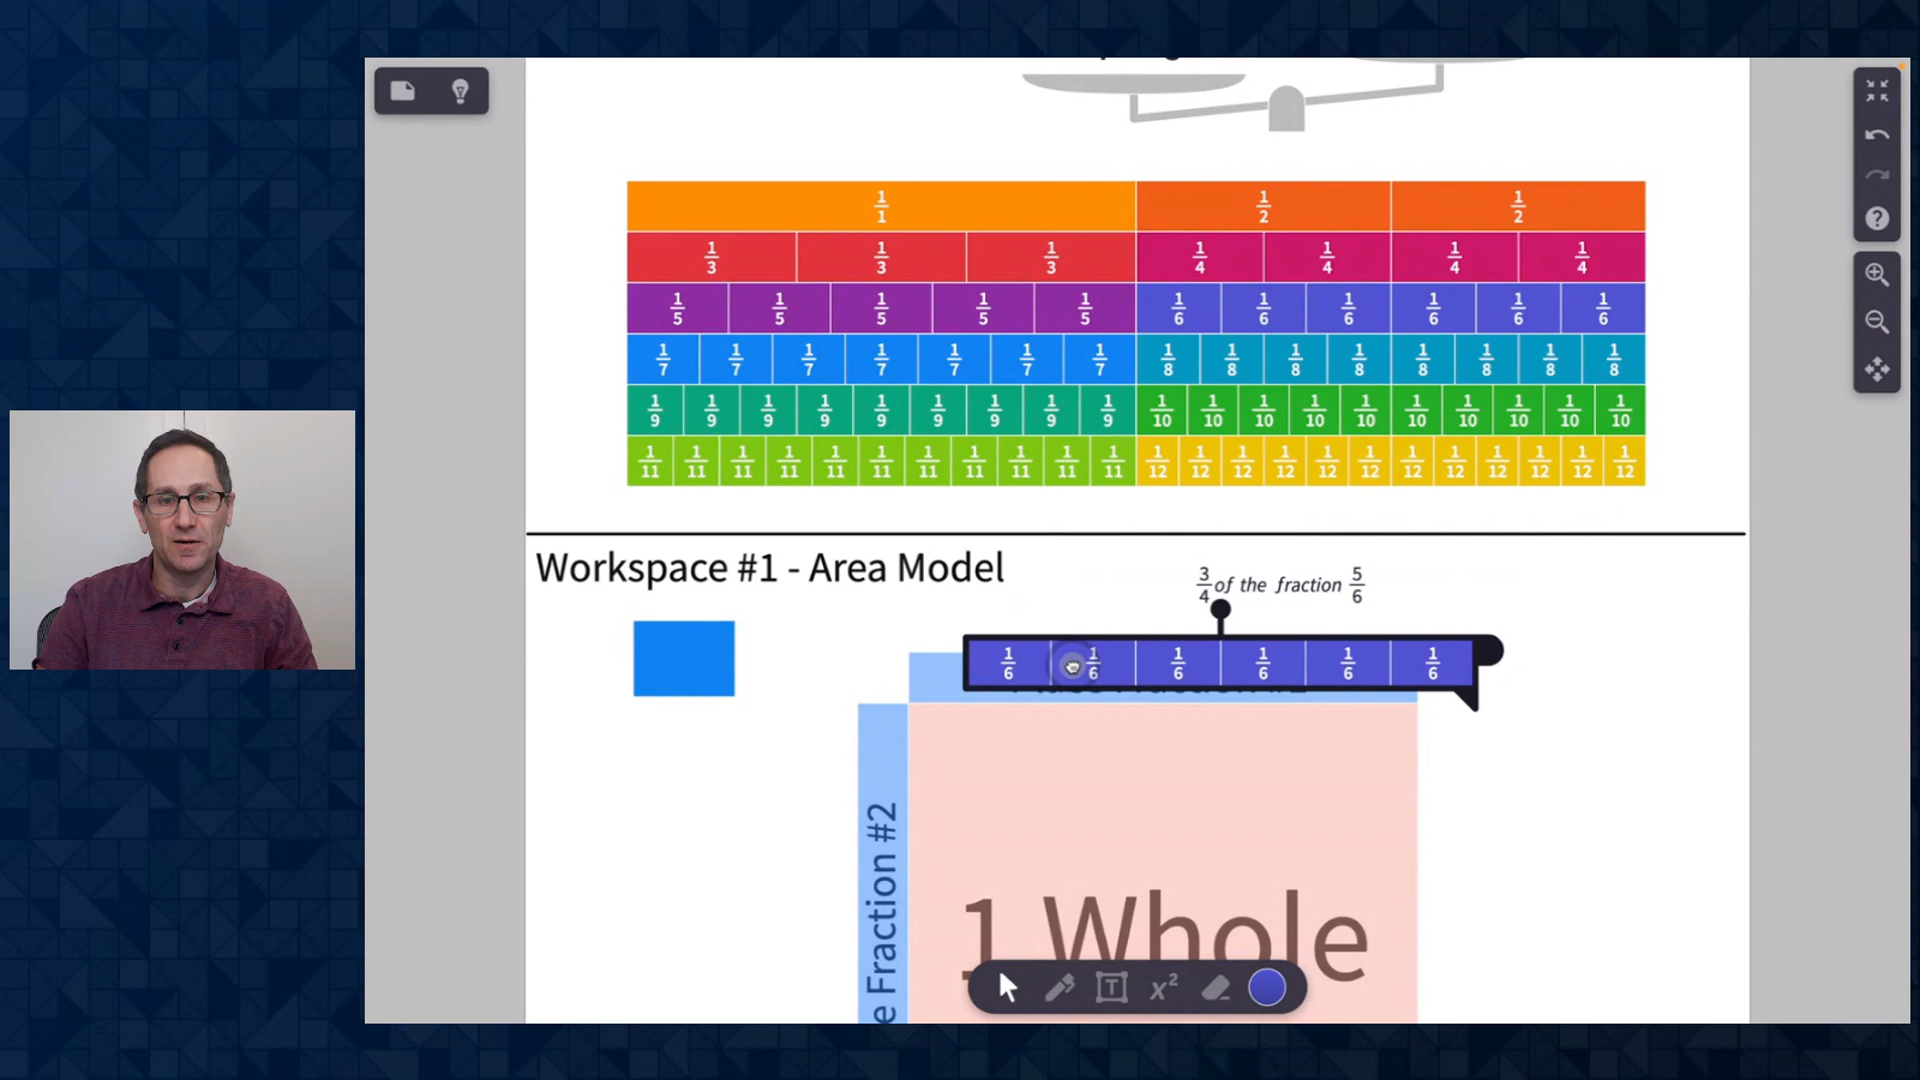 1/1 1/2 1/2
1/3 1/3 1/3 1/4 1/4 1/4 1/4
1/5 1/5 1/5 1/5 1/5 1/6 1/6 1/6 1/6 1/6 1/6
1/7 1/7 1/7 1/7 1/7 1/7 1/7 1/8 1/8 1/8 1/8 1/8 1/8 1/8 1/8
1/9 1/9 1/9 1/9 1/9 1/9 1/9 1/9 1/9 1/10 1/10 1/10 1/10 1/10 1/10 1/10 1/10 1/10 1/10
1/11 1/11 1/11 1/11 1/11 1/11 1/11 1/11 1/11 1/11 1/11 1/12 1/12 1/12 1/12 1/12 1/12 1/12 1/12 1/12 1/12 1/12 1/12
Workspace #1 - Area Model
3/4 of the fraction 5/6
1/6 1/6 1/6 1/6 1/6 1/6
e Fraction #2
1 Whole
T x²